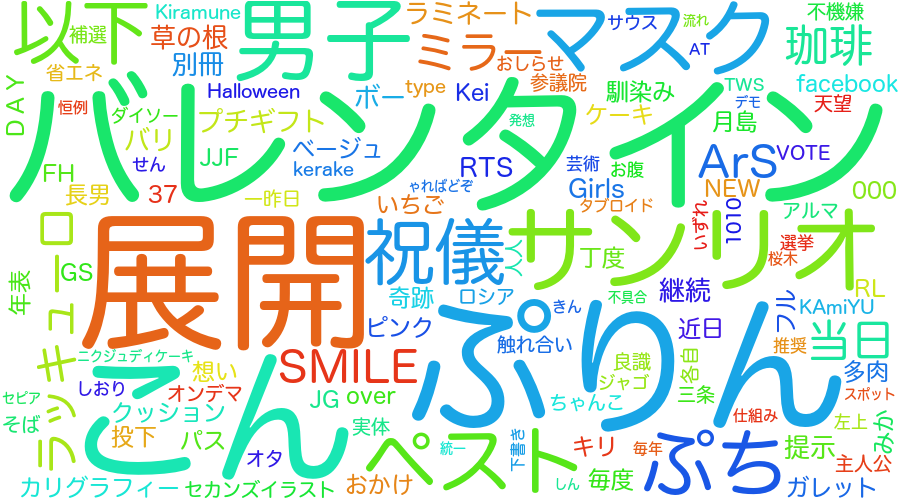 以下
補選
Kiramune
草の根
男子
ラミネート
ミラー
マスク
サウス
流れ
AT
不機嫌
珈琲
省エネ
別冊
おしらせ
参議院
facebook
DAY
恒例
ダイソー
Halloween
ボー
type
Kei
馴染み
TWS
デモ
天望
バレンタイン
バリ
プチギフト
ケーキ
発想
月島
せん
JJF
ベージュ
kerake
RTS
芸術
お腹
ArS
VOTE
FH
長男
37
一昨日
ゃればどぞ
いちご
Girls
タブロイド
NEW
000
ラッキューロ
展開
祝儀
人人
サンリオ
いずれ
1010
アルマ
選挙
桜木
年表
GS
奇跡
ロシア
丁度
不具合
継続
RL
ぷりん
ピンク
きん
触れ合い
近日
フル
KAmiYU
推奨
当日
ニクジュディケーキ
こん
想い
SMILE
良識
ジャゴ
三条
各自
多肉
セピア
しおり
オンデマ
JG
over
ちゃんこ
スポット
そば
クッション
投下
パス
実体
仕組み
左上
みか
オタ
ペスト
統一
下書き
キリ
毎年
ぷち
提示
主人公
カリグラフィー
セカンズイラスト
おかけ
しん
毎度
ガレット